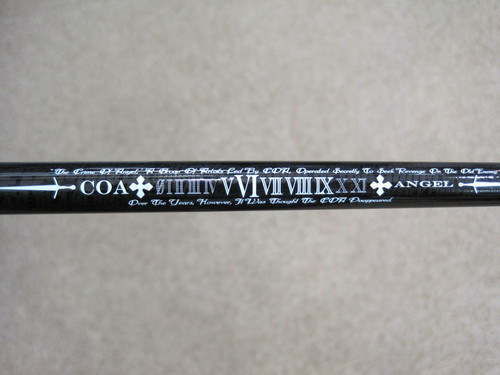 The Crime Of Angel, A Group Of Artists Led By CDR, Operated Secretly To Seek Revenge On The Old Enemy
COA ØI II III IV V VI VII VIII IX X XI ANGEL
Over The Years, However, It Was Thought The CDR Disappeared